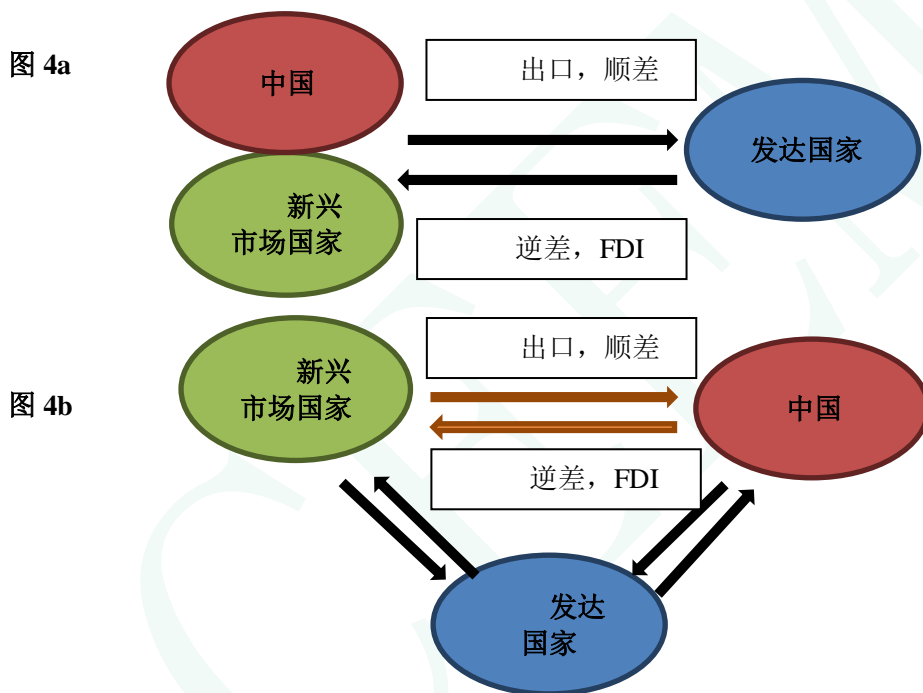 图 4a
中国
出口，顺差
发达国家
新兴
市场国家
逆差，FDI
图 4b
新兴
市场国家
出口，顺差
中国
逆差，FDI
发达
国家